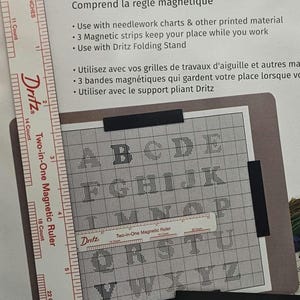 Comprend la règle magnétique
• Use with needlework charts & other printed material
• 3 Magnetic strips keep your place while you work
• Use with Dritz Folding Stand
• Utilisez avec vos grilles de travaux d'aiguille et autres
• 3 bandes magnétiques qui gardent votre place lorsque
• Utiliser avec le support pliant Dritz
Dritz
Two-in-One Magnetic Ruler
A B C D E
F G H I J K
L M N O P
Dritz Two-in-One Magnetic Ruler
Q R S T U
V W X Y Z